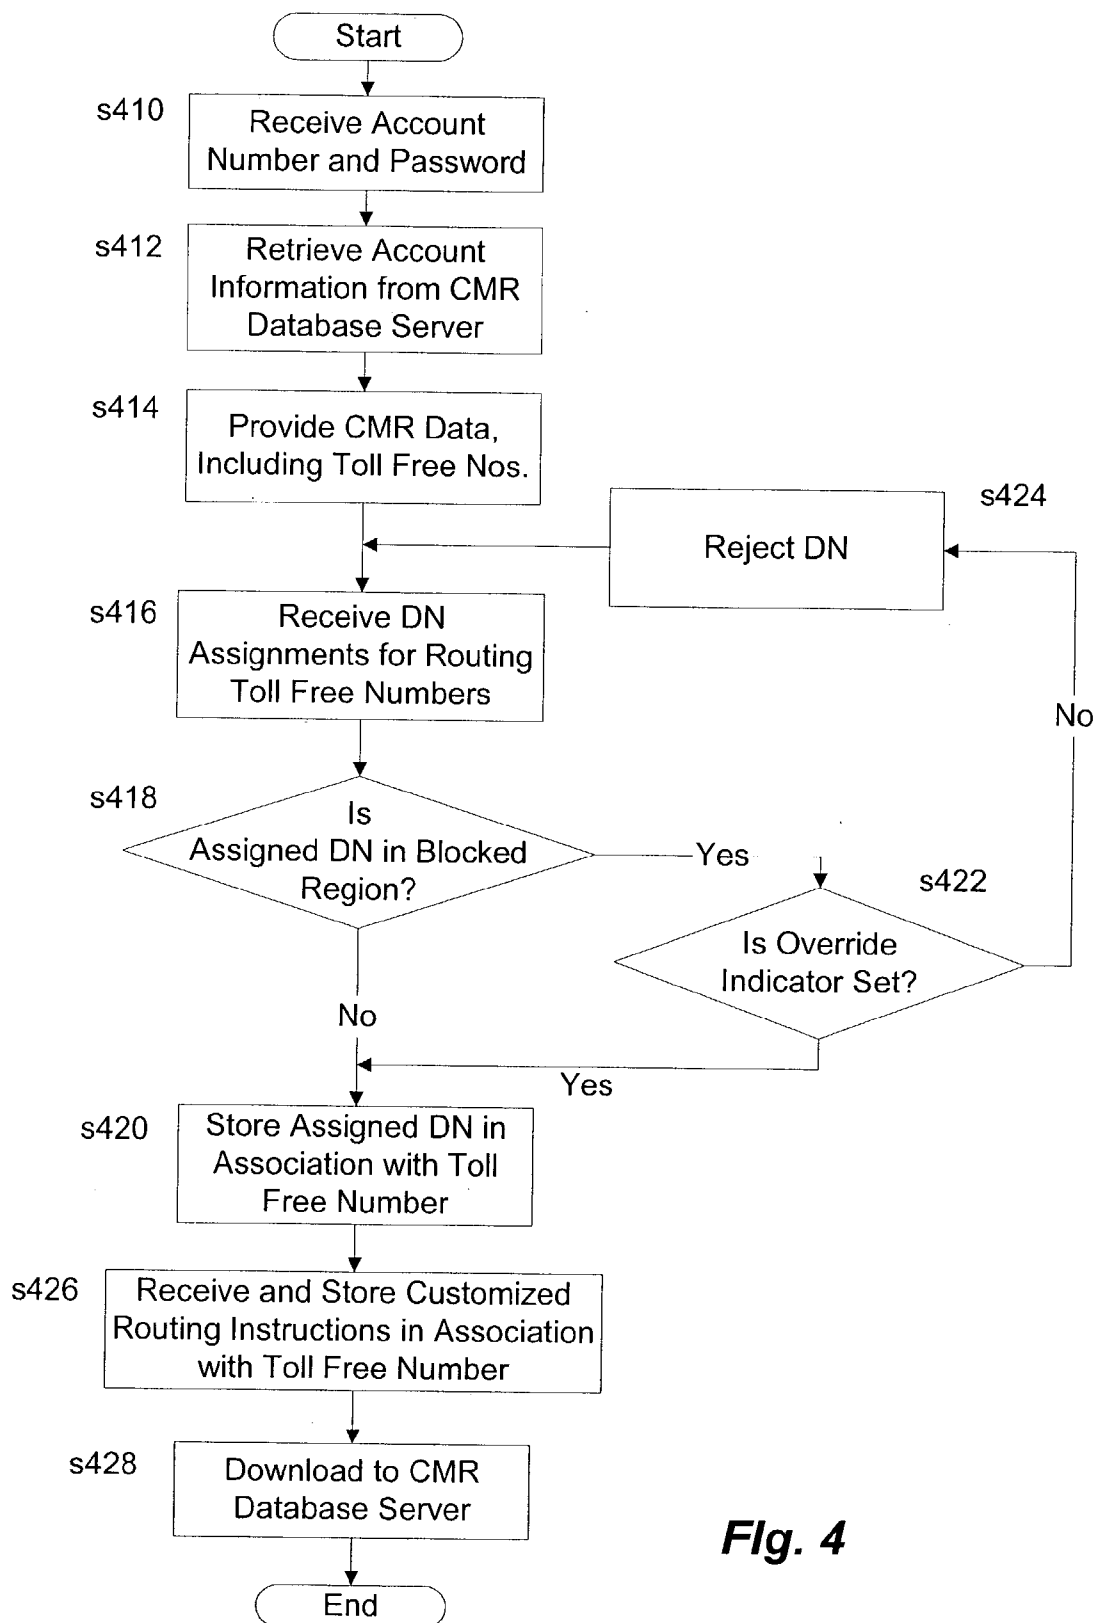 Start
s410
Receive Account
Number and Password
s412
Retrieve Account
Information from CMR
Database Server
s414
Provide CMR Data,
Including Toll Free Nos.
s424
Reject DN
s416
Receive DN
Assignments for Routing
Toll Free Numbers
No
s418
Is
Assigned DN in Blocked
Region?
Yes
s422
Is Override
Indicator Set?
No
Yes
s420
Store Assigned DN in
Association with Toll
Free Number
s426
Receive and Store Customized
Routing Instructions in Association
with Toll Free Number
s428
Download to CMR
Database Server
FIg. 4
End